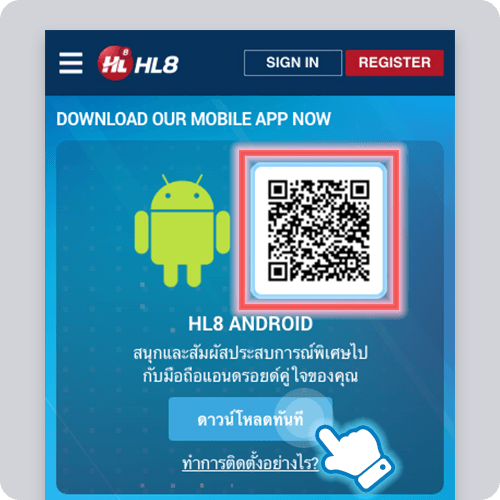 HL8 HL8
SIGN IN
REGISTER
DOWNLOAD OUR MOBILE APP NOW
HL8 ANDROID
สนุกและสัมผัสประสบการณ์พิเศษไป
กับมือถือแอนดรอยด์คู่ใจของคุณ
ดาวน์โหลดทันที
ทำการติดตั้งอย่างไร?